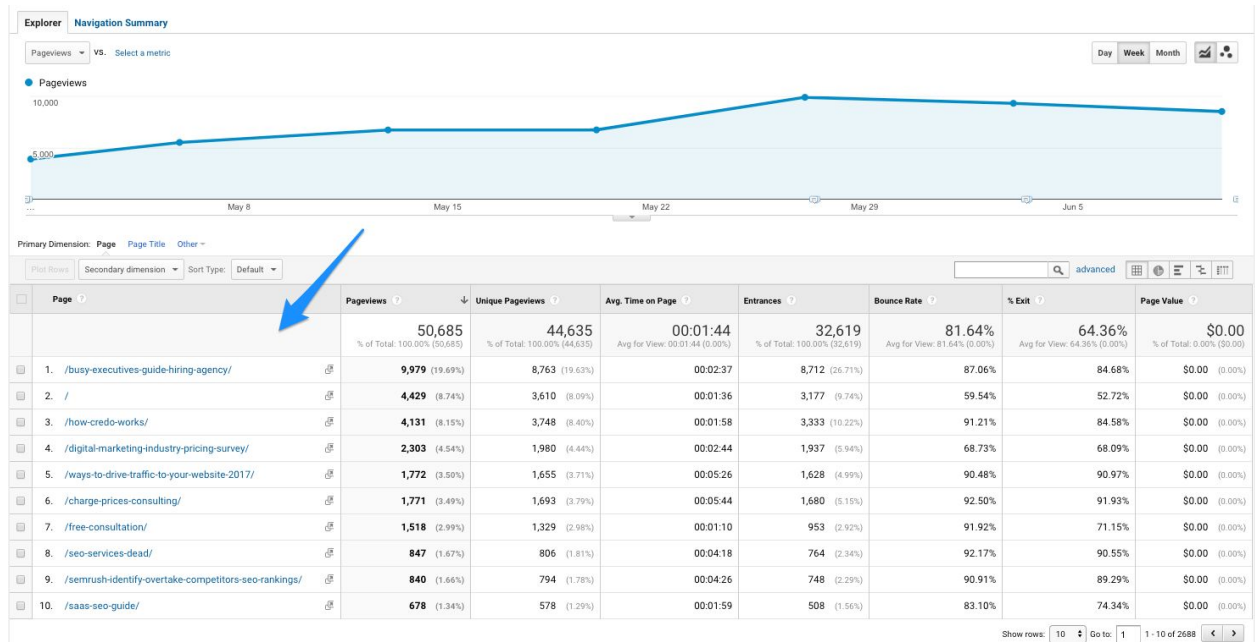 Explorer Navigation Summary
Pageviews VS. Select a metric Day Week Month
Pageviews
10,000
5,000
... May 8 May 15 May 22 May 29 Jun 5
Primary Dimension: Page Page Title Other
Plot Rows Secondary dimension Sort Type: Default advanced
Page ? Pageviews ? Unique Pageviews ? Avg. Time on Page ? Entrances ? Bounce Rate ? % Exit ? Page Value ?
50,685 44,635 00:01:44 32,619 81.64% 64.36% $0.00
% of Total: 100.00% (50,685) % of Total: 100.00% (44,635) Avg for View: 00:01:44 (0.00%) % of Total: 100.00% (32,619) Avg for View: 81.64% (0.00%) Avg for View: 64.36% (0.00%) % of Total: 0.00% ($0.00)
1. /busy-executives-guide-hiring-agency/ 9,979 (19.69%) 8,763 (19.63%) 00:02:37 8,712 (26.71%) 87.06% 84.68% $0.00 (0.00%)
2. / 4,429 (8.74%) 3,610 (8.09%) 00:01:36 3,177 (9.74%) 59.54% 52.72% $0.00 (0.00%)
3. /how-credo-works/ 4,131 (8.15%) 3,748 (8.40%) 00:01:58 3,333 (10.22%) 91.21% 84.58% $0.00 (0.00%)
4. /digital-marketing-industry-pricing-survey/ 2,303 (4.54%) 1,980 (4.44%) 00:02:44 1,937 (5.94%) 68.73% 68.09% $0.00 (0.00%)
5. /ways-to-drive-traffic-to-your-website-2017/ 1,772 (3.50%) 1,655 (3.71%) 00:05:26 1,628 (4.99%) 90.48% 90.97% $0.00 (0.00%)
6. /charge-prices-consulting/ 1,771 (3.49%) 1,693 (3.79%) 00:05:44 1,680 (5.15%) 92.50% 91.93% $0.00 (0.00%)
7. /free-consultation/ 1,518 (2.99%) 1,329 (2.98%) 00:01:10 953 (2.92%) 91.92% 71.15% $0.00 (0.00%)
8. /seo-services-dead/ 847 (1.67%) 806 (1.81%) 00:04:18 764 (2.34%) 92.17% 90.55% $0.00 (0.00%)
9. /semrush-identify-overtake-competitors-seo-rankings/ 840 (1.66%) 794 (1.78%) 00:04:26 748 (2.29%) 90.91% 89.29% $0.00 (0.00%)
10. /saas-seo-guide/ 678 (1.34%) 578 (1.29%) 00:01:59 508 (1.56%) 83.10% 74.34% $0.00 (0.00%)
Show rows: 10 Go to: 1 1 - 10 of 2688